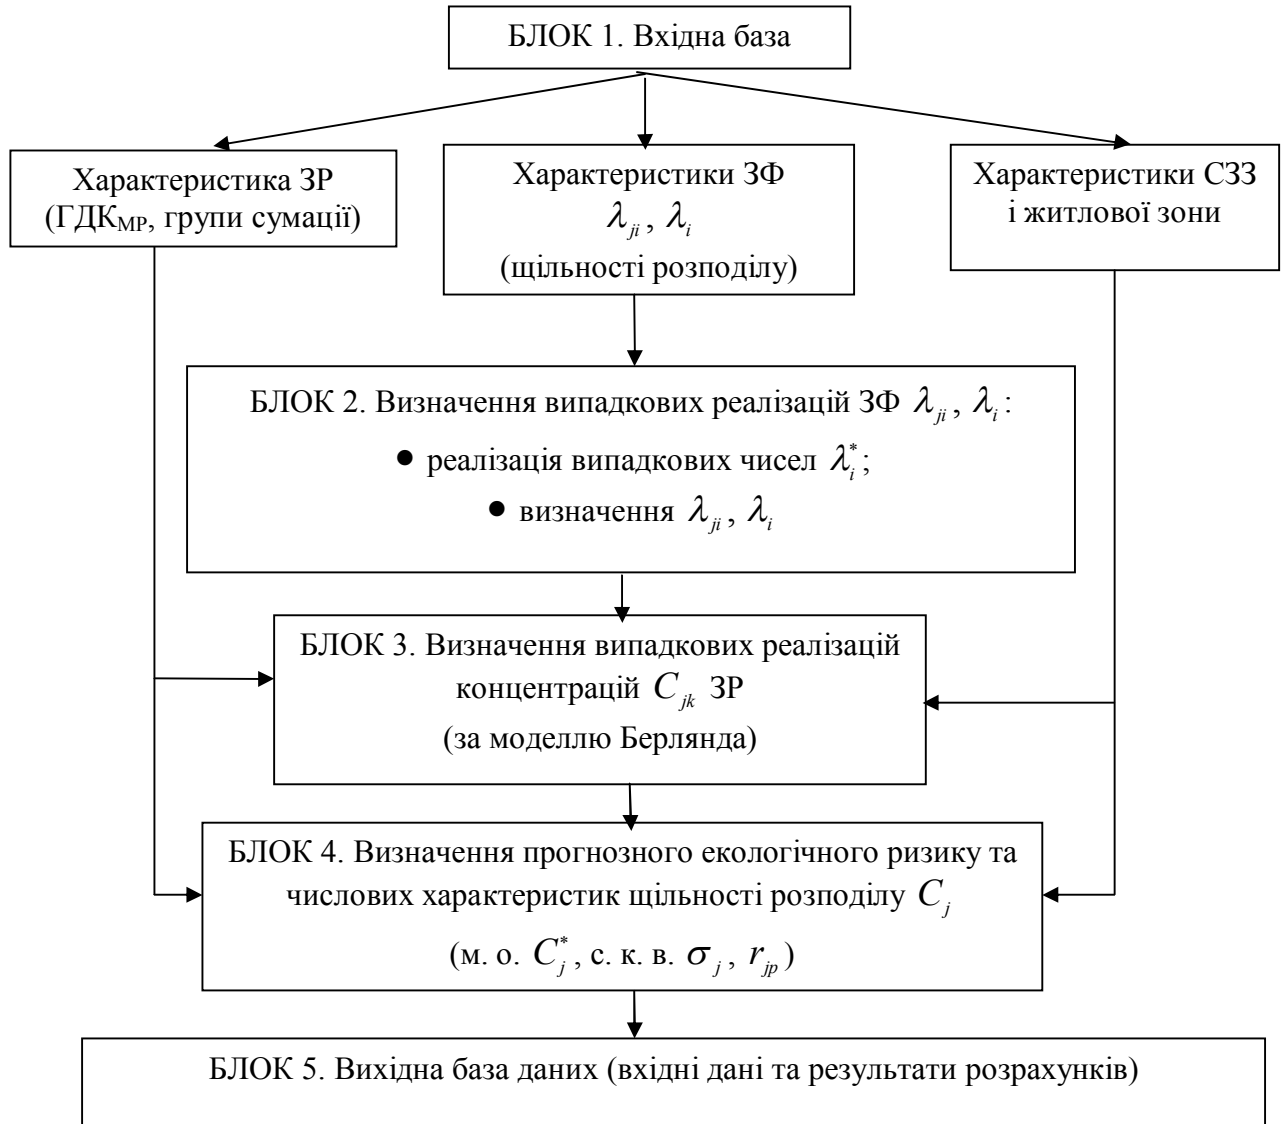 БЛОК 1. Вхідна база
Характеристика ЗР
(ГДКМР, групи сумації)
Характеристики ЗФ
λji, λi
(щільності розподілу)
Характеристики СЗЗ
і житлової зони
БЛОК 2. Визначення випадкових реалізацій ЗФ λji, λi:
• реалізація випадкових чисел λi*;
• визначення λji, λi
БЛОК 3. Визначення випадкових реалізацій
концентрацій Cjk ЗР
(за моделлю Берлянда)
БЛОК 4. Визначення прогнозного екологічного ризику та
числових характеристик щільності розподілу Cj
(м. о. Cj*, с. к. в. σj, rjp)
БЛОК 5. Вихідна база даних (вхідні дані та результати розрахунків)